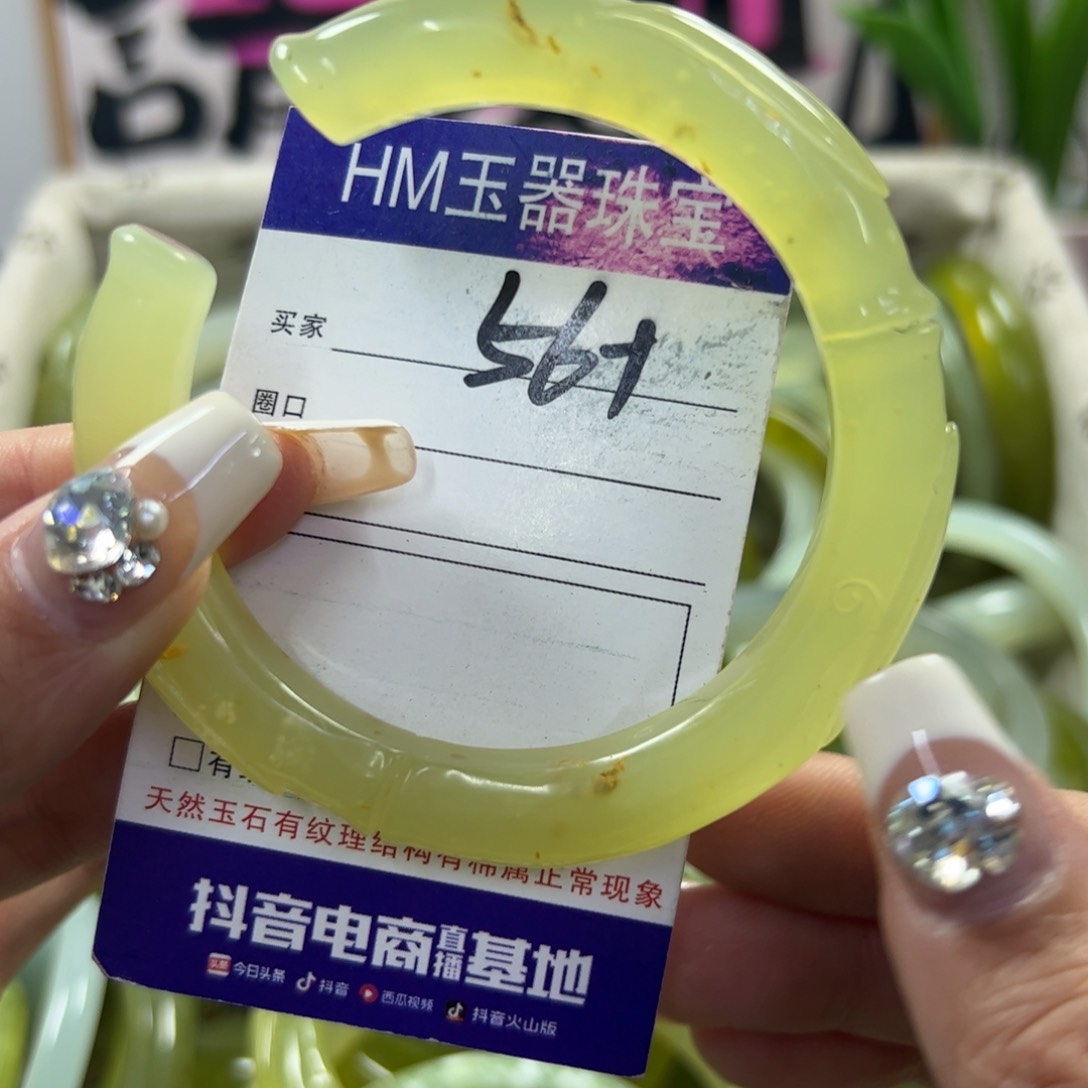 HM玉器珠宝
买家 561
圈口
天然玉石有纹理结构有棉属正常现象
抖音电商直播基地
头条 今日头条 抖音 西瓜视频 抖音火山版